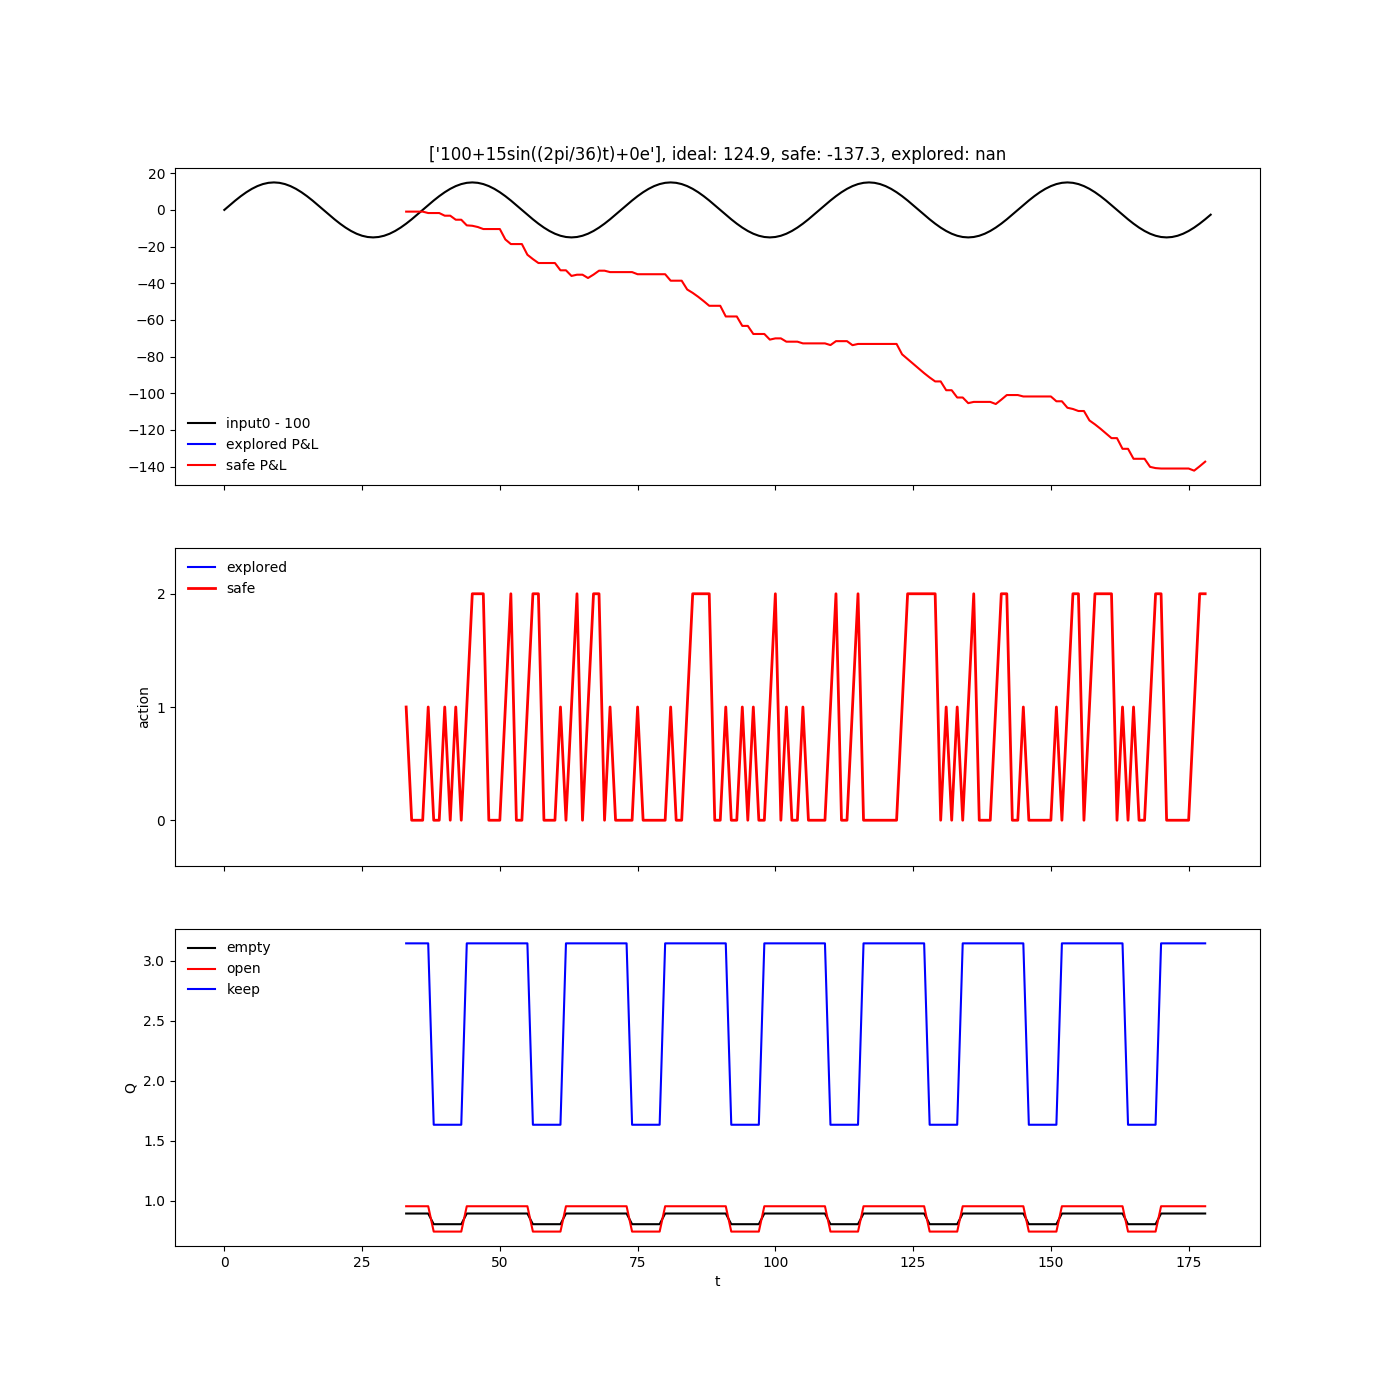 ['100+15sin((2pi/36)t)+0e'], ideal: 124.9, safe: -137.3, explored: nan
20
0
−20
−40
−60
−80
−100
−120
−140
input0 - 100
explored P&L
safe P&L
2
1
0
action
explored
safe
3.0
2.5
2.0
1.5
1.0
Q
empty
open
keep
0 25 50 75 100 125 150 175
t